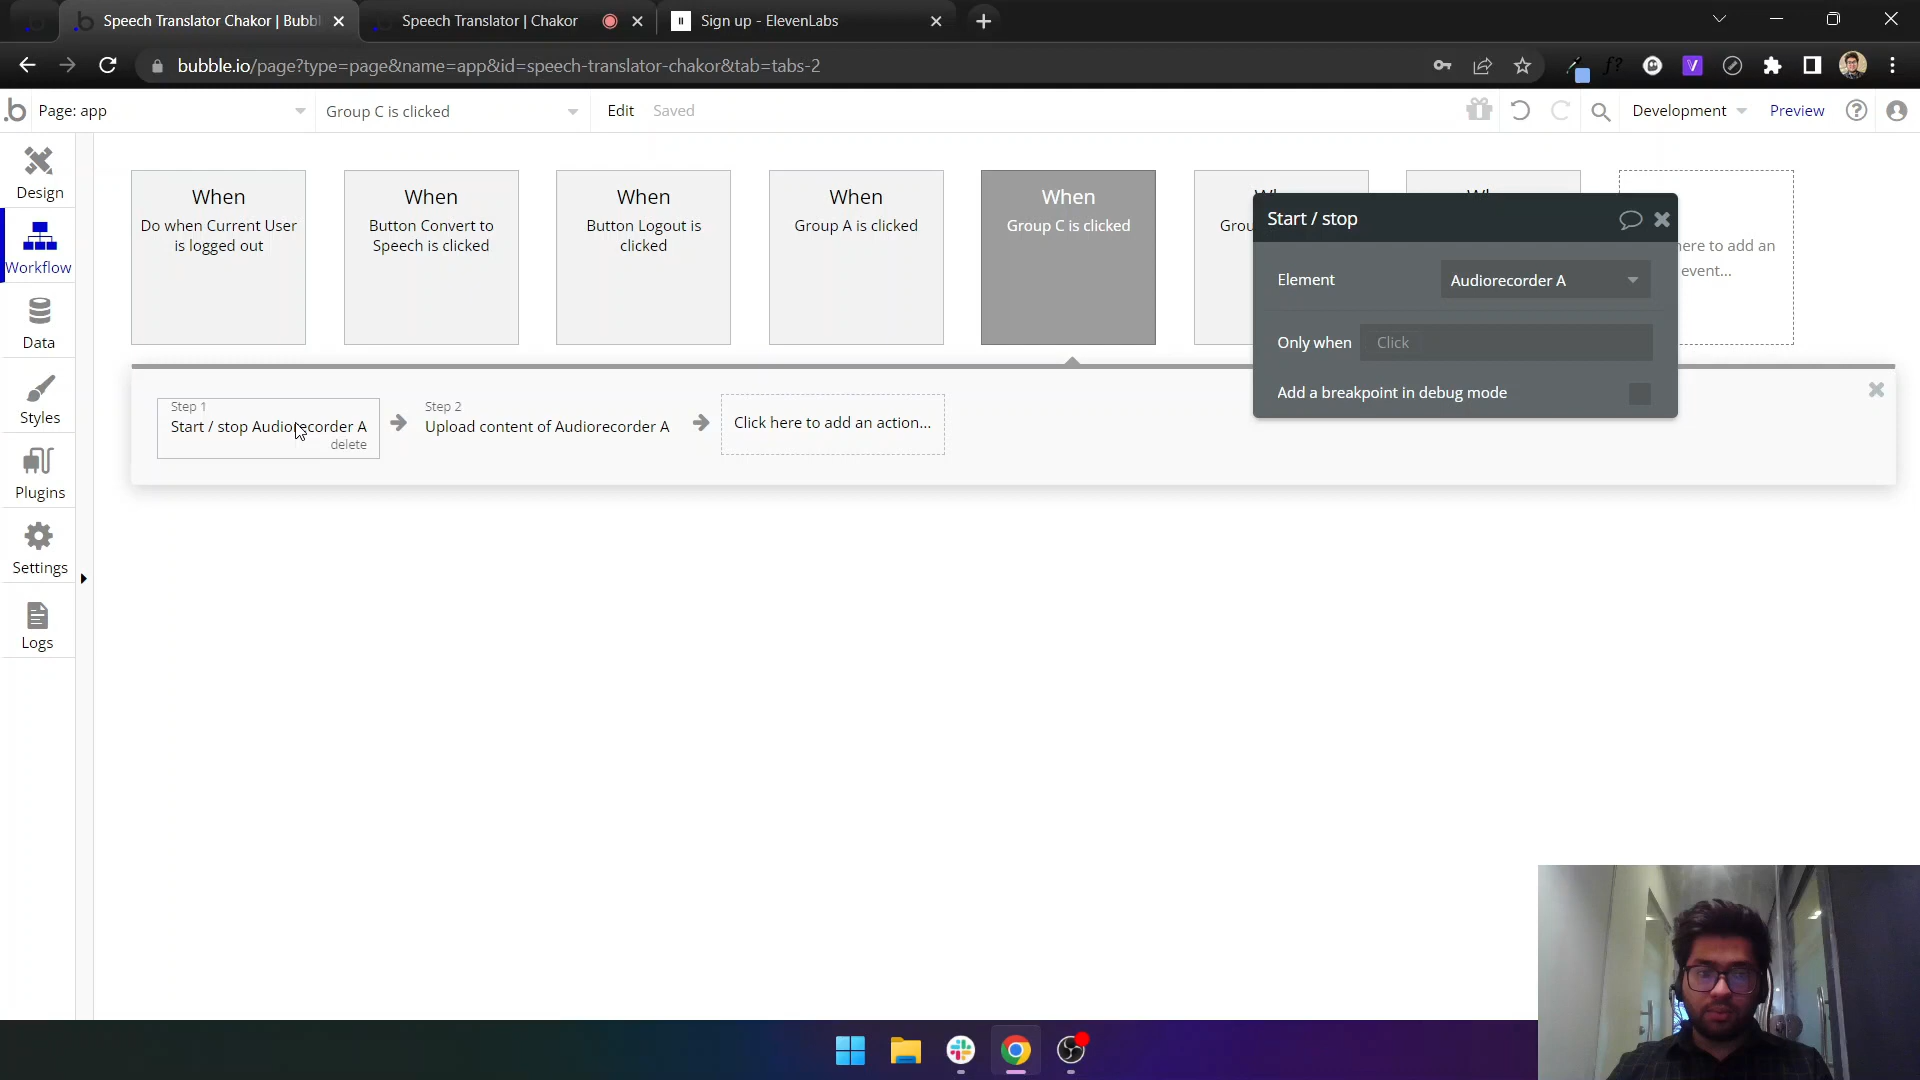 Speech Translator Chakor | Bubbl
Speech Translator | Chakor
Sign up - ElevenLabs
bubble.io/page?type=page&name=app&id=speech-translator-chakor&tab=tabs-2
Page: app
Group C is clicked
Edit
Saved
Development
Preview
Design
Workflow
Data
Styles
Plugins
Settings
Logs
When
Do when Current User
is logged out
When
Button Convert to
Speech is clicked
When
Button Logout is
clicked
When
Group A is clicked
When
Group C is clicked
here to add an
event...
Start / stop
Element
Audiorecorder A
Only when
Click
Add a breakpoint in debug mode
Step 1
Start / stop Audiorecorder A
delete
Step 2
Upload content of Audiorecorder A
Click here to add an action...